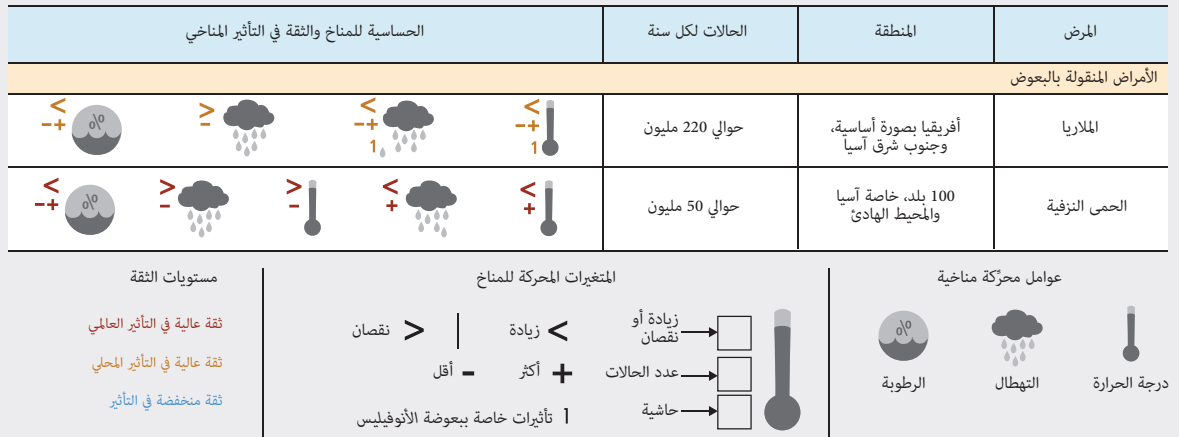 المرض
المنطقة
الحالات لكل سنة
الحساسية للمناخ والثقة في التأثير المناخي
الأمراض المنقولة بالبعوض
الملاريا
أفريقيا بصورة أساسية،
وجنوب شرق آسيا
حوالي 220 مليون
<
-+
1
<
-+
1
>
-
%
<
-+
الحمى النزفية
100 بلد، خاصة آسيا
والمحيط الهادئ
حوالي 50 مليون
<
+
<
+
>
-
>
-
%
<
-+
عوامل محرِّكة مناخية
درجة الحرارة
التهطال
%
الرطوبة
المتغيرات المحركة للمناخ
زيادة أو
نقصان
عدد الحالات
حاشية
< زيادة
> نقصان
+ أكثر
- أقل
1 تأثيرات خاصة ببعوضة الأنوفيليس
مستويات الثقة
ثقة عالية في التأثير العالمي
ثقة عالية في التأثير المحلي
ثقة منخفضة في التأثير